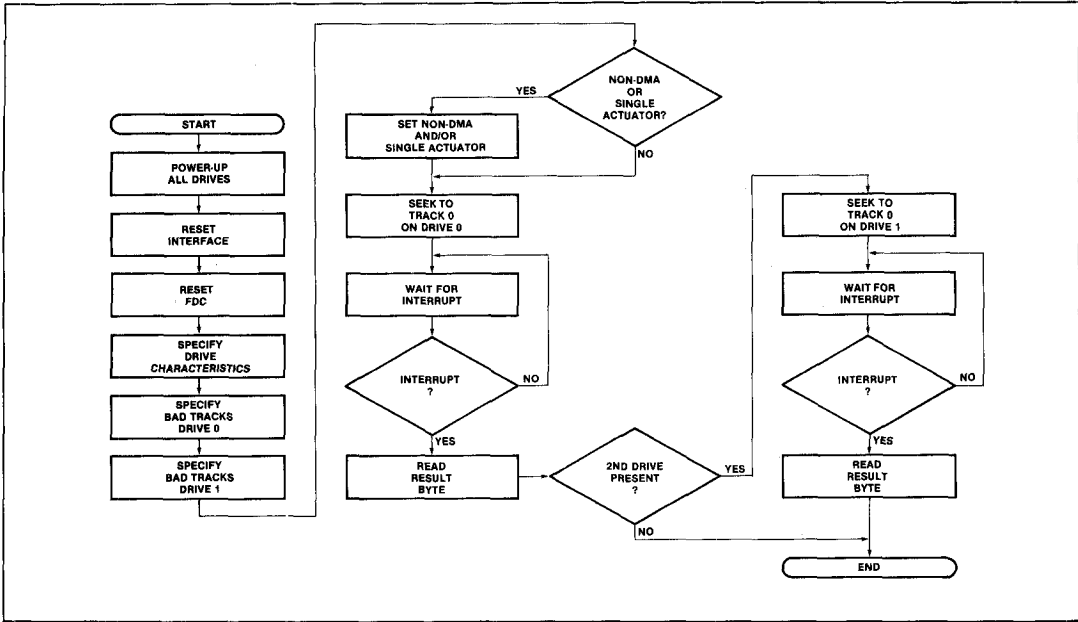 START
POWER-UP
ALL DRIVES
RESET
INTERFACE
RESET
FDC
SPECIFY
DRIVE
CHARACTERISTICS
SPECIFY
BAD TRACKS
DRIVE 0
SPECIFY
BAD TRACKS
DRIVE 1
NON-DMA
OR
SINGLE
ACTUATOR?
YES
NO
SET NON-DMA
AND/OR
SINGLE ACTUATOR
SEEK TO
TRACK 0
ON DRIVE 0
WAIT FOR
INTERRUPT
INTERRUPT
?
NO
YES
READ
RESULT
BYTE
2ND DRIVE
PRESENT
?
YES
NO
SEEK TO
TRACK 0
ON DRIVE 1
WAIT FOR
INTERRUPT
INTERRUPT
?
NO
YES
READ
RESULT
BYTE
END